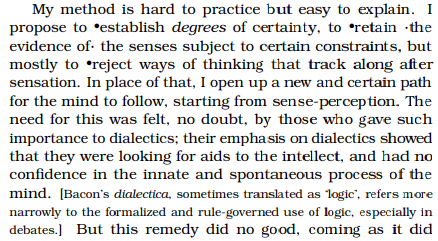 My method is hard to practice but easy to explain. I
propose to •establish degrees of certainty, to •retain ·the
evidence of· the senses subject to certain constraints, but
mostly to •reject ways of thinking that track along after
sensation. In place of that, I open up a new and certain path
for the mind to follow, starting from sense-perception. The
need for this was felt, no doubt, by those who gave such
importance to dialectics; their emphasis on dialectics showed
that they were looking for aids to the intellect, and had no
confidence in the innate and spontaneous process of the
mind. [Bacon's dialectica, sometimes translated as 'logic', refers more
narrowly to the formalized and rule-governed use of logic, especially in
debates.] But this remedy did no good, coming as it did